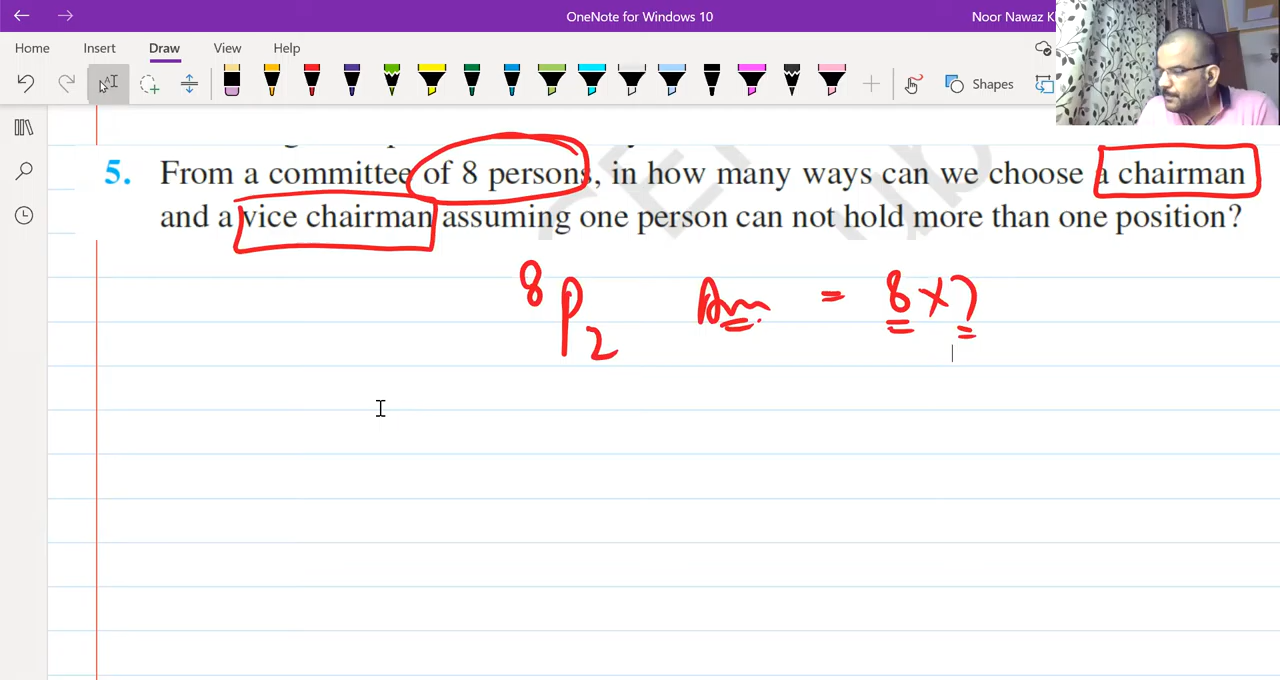 OneNote for Windows 10
Noor Nawaz K
Home Insert Draw View Help
Shapes
5. From a committee of 8 persons, in how many ways can we choose a chairman
and a vice chairman assuming one person can not hold more than one position?
8P2 Ans = 8 × 7